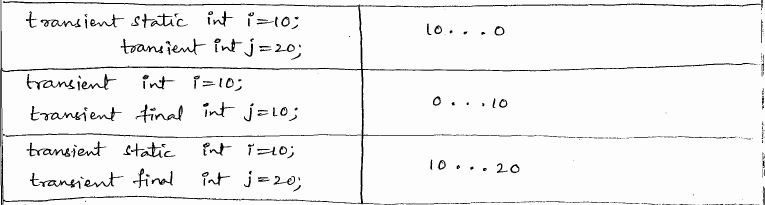 transient static int i=10;
transient int j=20;
10...0
transient int i=10;
transient final int j=10;
0...10
transient static int i=10;
transient final int j=20;
10...20